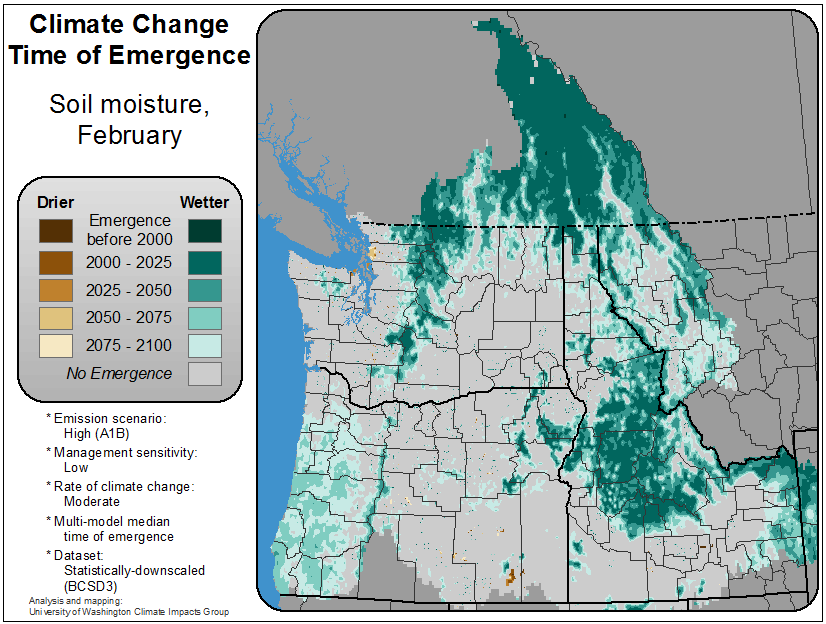 Climate Change
Time of Emergence
Soil moisture,
February
Drier Wetter
Emergence
before 2000
2000 - 2025
2025 - 2050
2050 - 2075
2075 - 2100
No Emergence
* Emission scenario:
High (A1B)
* Management sensitivity:
Low
* Rate of climate change:
Moderate
* Multi-model median
time of emergence
* Dataset:
Statistically-downscaled
(BCSD3)
Analysis and mapping:
University of Washington Climate Impacts Group